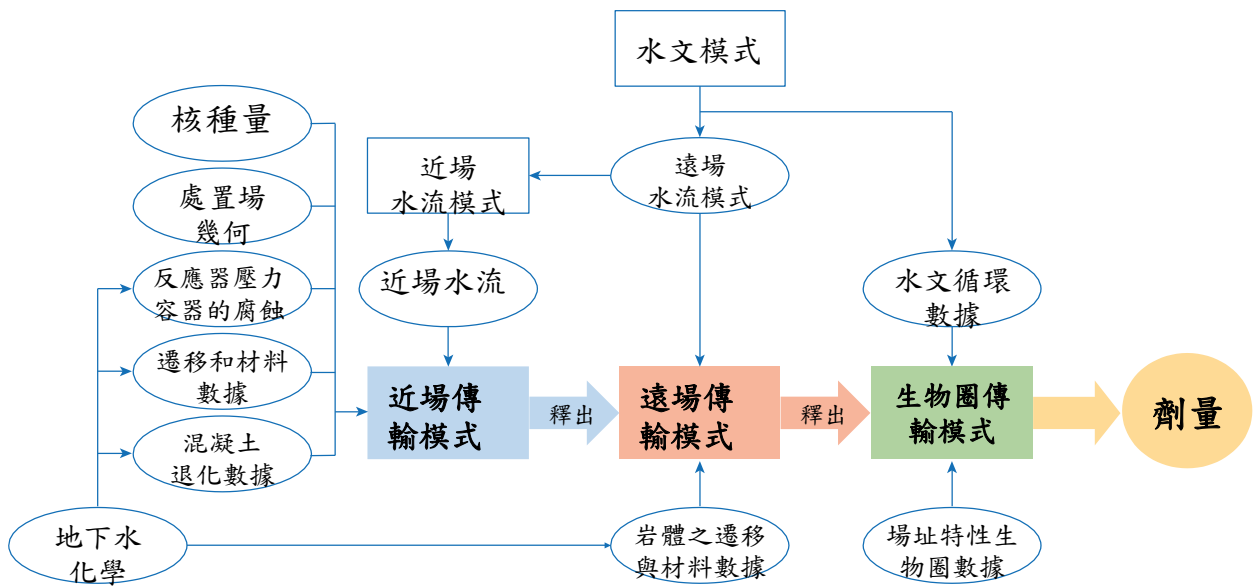 水文模式
核種量
近場
水流模式
遠場
水流模式
處置場
幾何
反應器壓力
容器的腐蝕
近場水流
水文循環
數據
遷移和材料
數據
近場傳
輸模式
釋出
遠場傳
輸模式
釋出
生物圈傳
輸模式
劑量
混凝土
退化數據
地下水
化學
岩體之遷移
與材料數據
場址特性生
物圈數據